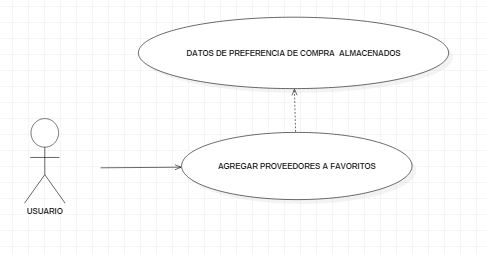 DATOS DE PREFERENCIA DE COMPRA ALMACENADOS
AGREGAR PROVEEDORES A FAVORITOS
USUARIO